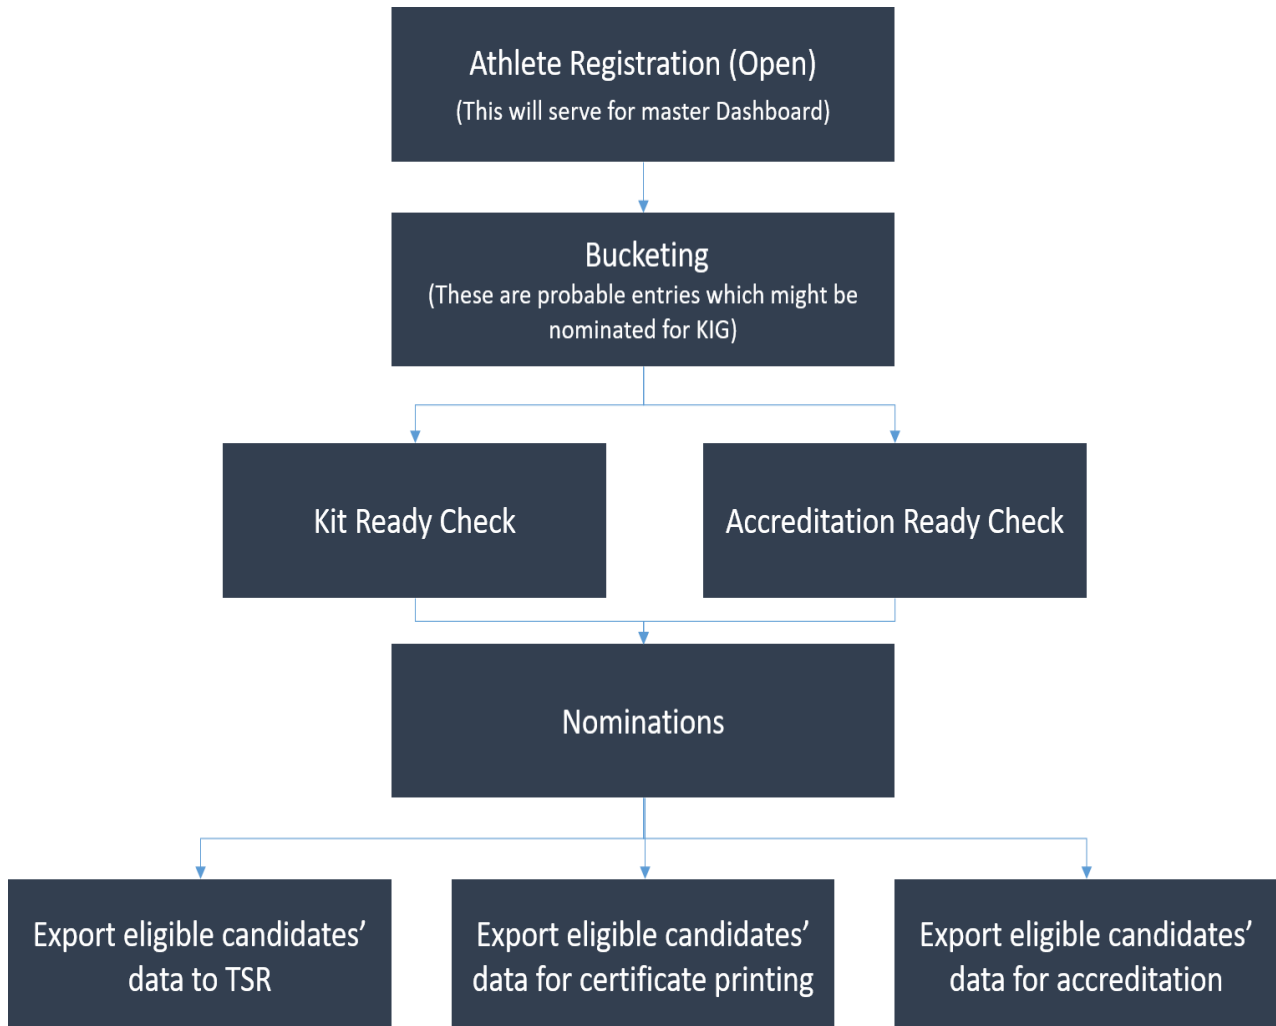 Athlete Registration (Open)
(This will serve for master Dashboard)
Bucketing
(These are probable entries which might be
nominated for KIG)
Kit Ready Check
Accreditation Ready Check
Nominations
Export eligible candidates’
data to TSR
Export eligible candidates’
data for certificate printing
Export eligible candidates’
data for accreditation